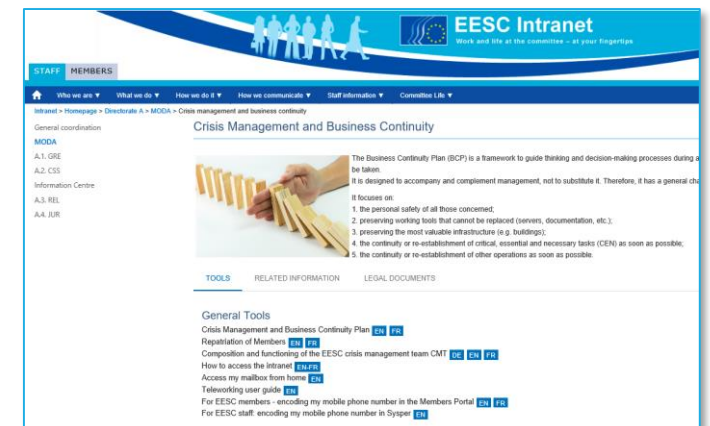 EESC Intranet
Work and life at the committee – at your fingertips
STAFF MEMBERS
Who we are ▼ What we do ▼ How we do it ▼ How we communicate ▼ Staff information ▼ Committee Life ▼
Intranet > Homepage > Directorate A > MODA > Crisis management and business continuity
General coordination
MODA
A.1. GRE
A.2. CSS
Information Centre
A.3. REL
A.4. JUR
Crisis Management and Business Continuity
The Business Continuity Plan (BCP) is a framework to guide thinking and decision-making processes during a
be taken.
It is designed to accompany and complement management, not to substitute it. Therefore, it has a general cha
It focuses on:
1. the personal safety of all those concerned;
2. preserving working tools that cannot be replaced (servers, documentation, etc.);
3. preserving the most valuable infrastructure (e.g. buildings);
4. the continuity or re-establishment of critical, essential and necessary tasks (CEN) as soon as possible;
5. the continuity or re-establishment of other operations as soon as possible.
TOOLS RELATED INFORMATION LEGAL DOCUMENTS
General Tools
Crisis Management and Business Continuity Plan EN FR
Repatriation of Members EN FR
Composition and functioning of the EESC crisis management team CMT DE EN FR
How to access the intranet EN-FR
Access my mailbox from home EN
Teleworking user guide EN
For EESC members - encoding my mobile phone number in the Members Portal EN FR
For EESC staff: encoding my mobile phone number in Sysper EN